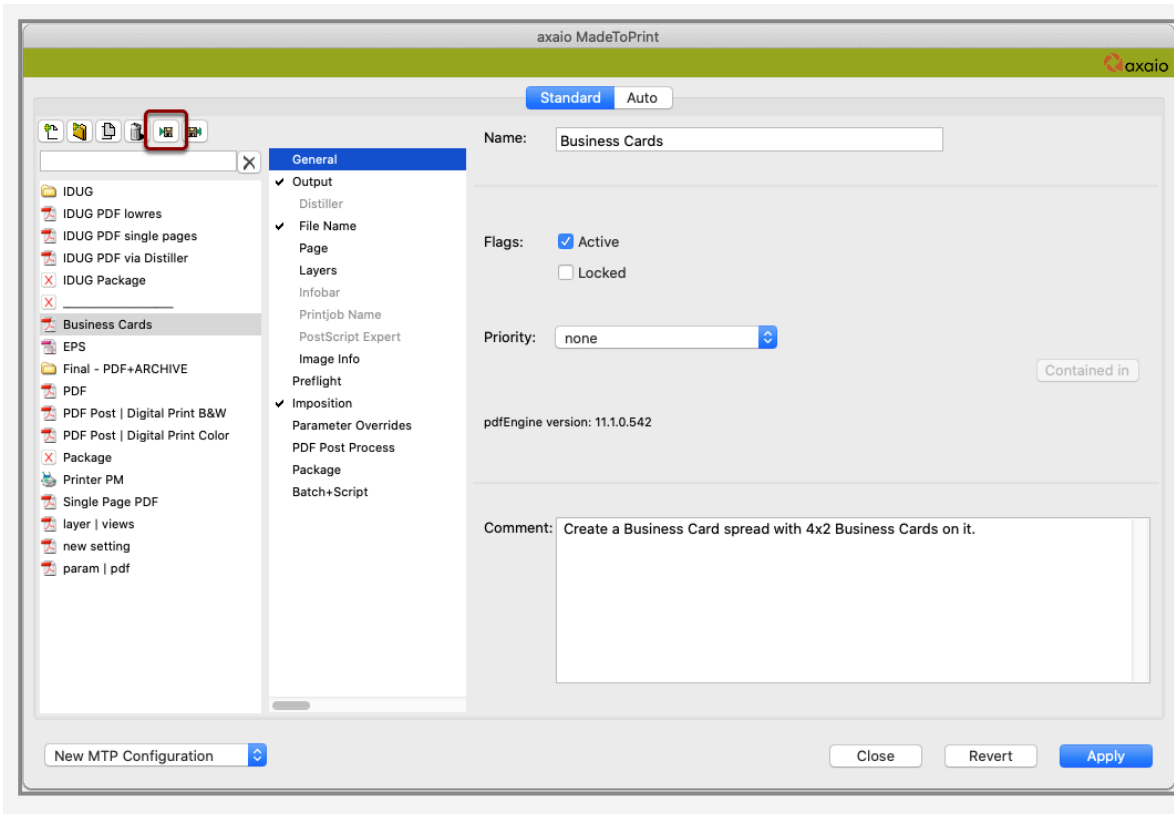 axaio MadeToPrint
axaio
Standard Auto
IDUG
IDUG PDF lowres
IDUG PDF single pages
IDUG PDF via Distiller
IDUG Package
__________________
Business Cards
EPS
Final - PDF+ARCHIVE
PDF
PDF Post | Digital Print B&W
PDF Post | Digital Print Color
Package
Printer PM
Single Page PDF
layer | views
new setting
param | pdf
General
Output
Distiller
File Name
Page
Layers
Infobar
Printjob Name
PostScript Expert
Image Info
Preflight
Imposition
Parameter Overrides
PDF Post Process
Package
Batch+Script
Name: Business Cards
Flags: Active
Locked
Priority: none
Contained in
pdfEngine version: 11.1.0.542
Comment: Create a Business Card spread with 4x2 Business Cards on it.
New MTP Configuration
Close Revert Apply